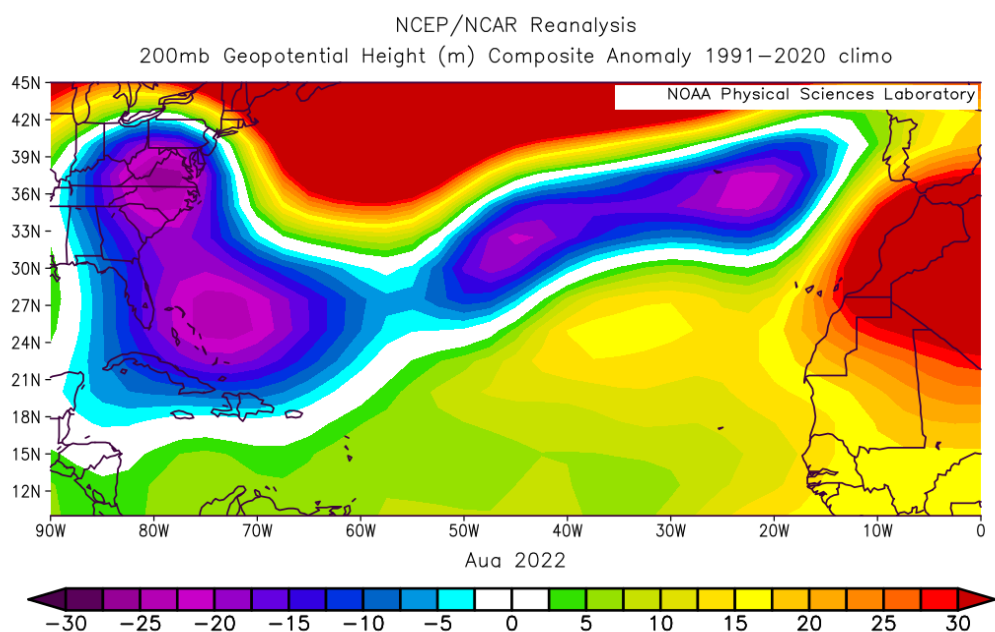 NCEP/NCAR Reanalysis
200mb Geopotential Height (m) Composite Anomaly 1991−2020 climo
NOAA Physical Sciences Laboratory
45N
42N
39N
36N
33N
30N
27N
24N
21N
18N
15N
12N
90W 80W 70W 60W 50W 40W 30W 20W 10W 0
Aua 2022
−30 −25 −20 −15 −10 −5 0 5 10 15 20 25 30